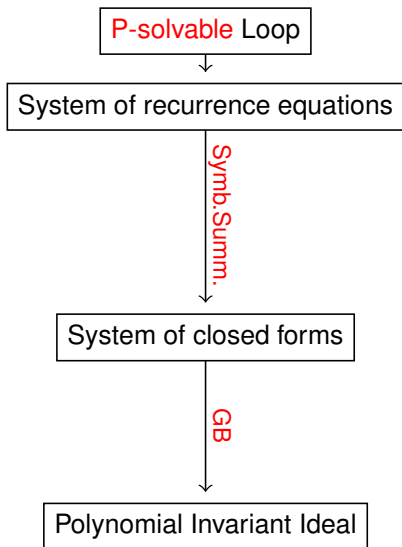 P-solvable Loop
System of recurrence equations
Symb.Summ.
System of closed forms
GB
Polynomial Invariant Ideal